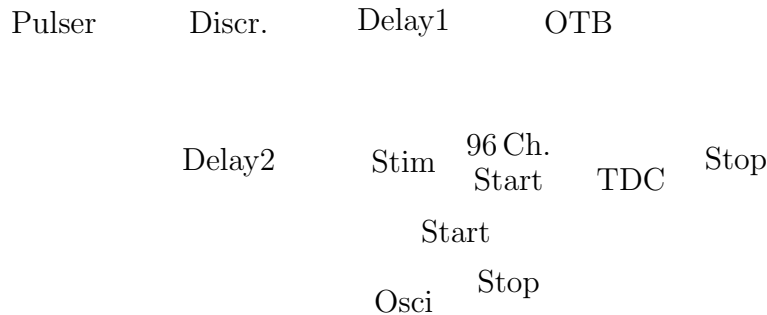 Pulser
Discr.
Delay1
OTB
Delay2
Stim
96 Ch.
Start
TDC
Stop
Start
Stop
Osci